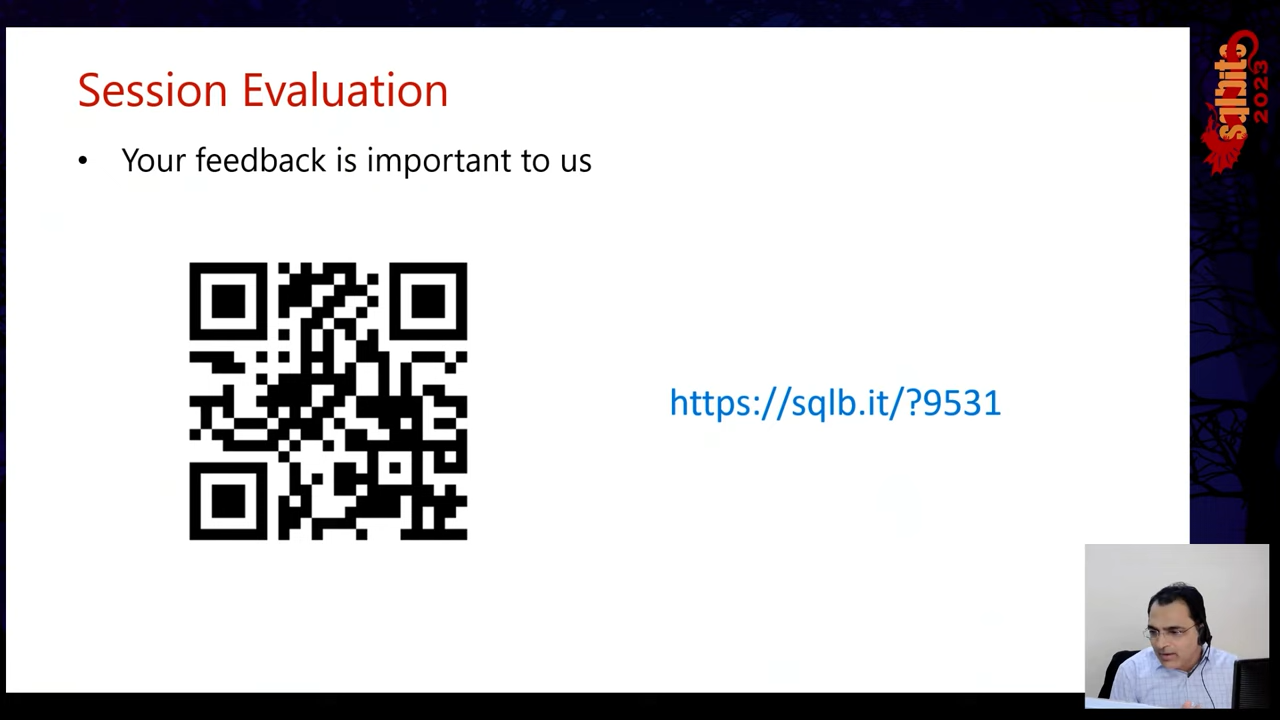 Session Evaluation
• Your feedback is important to us
https://sqlb.it/?9531
sqlbits
2023